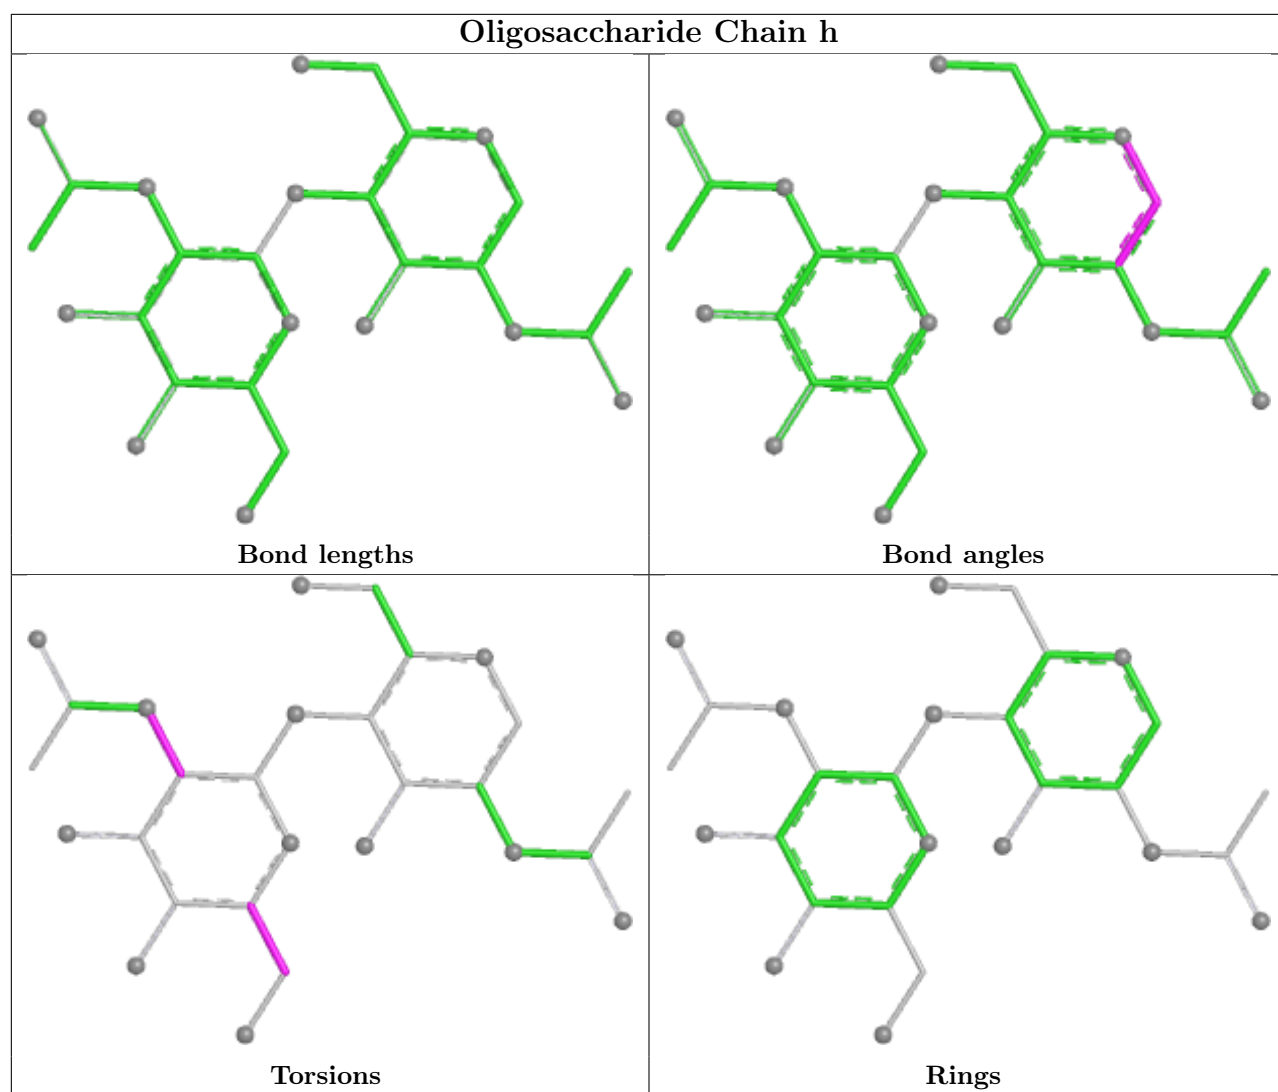 Oligosaccharide Chain h
Bond lengths
Bond angles
Torsions
Rings